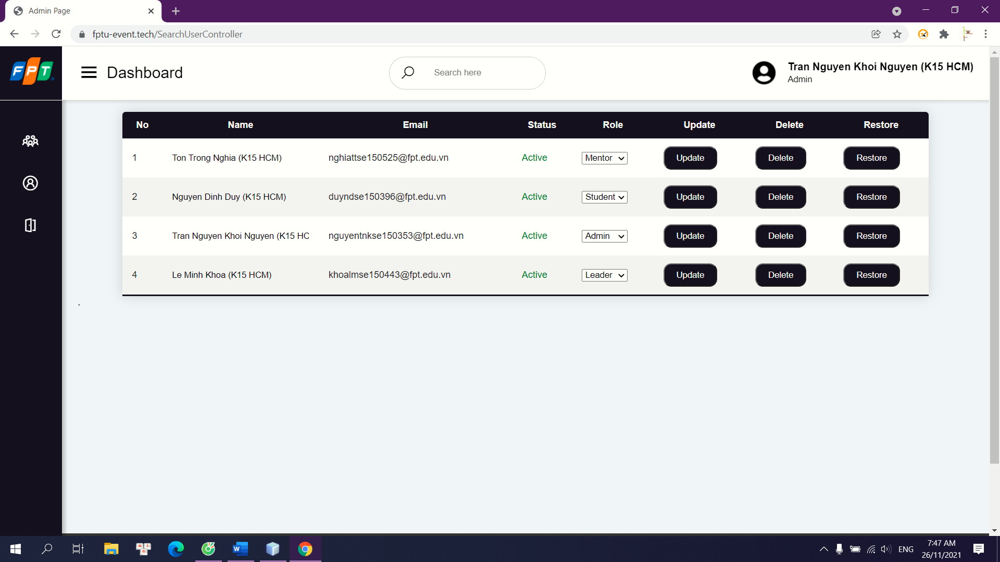 Admin Page
fptu-event.tech/SearchUserController
FPT
Dashboard
Search here
Tran Nguyen Khoi Nguyen (K15 HCM)
Admin
No Name Email Status Role Update Delete Restore
1 Ton Trong Nghia (K15 HCM) nghiattse150525@fpt.edu.vn Active Mentor Update Delete Restore
2 Nguyen Dinh Duy (K15 HCM) duyndse150396@fpt.edu.vn Active Student Update Delete Restore
3 Tran Nguyen Khoi Nguyen (K15 HC nguyentnkse150353@fpt.edu.vn Active Admin Update Delete Restore
4 Le Minh Khoa (K15 HCM) khoalmse150443@fpt.edu.vn Active Leader Update Delete Restore
.
ENG
7:47 AM
26/11/2021